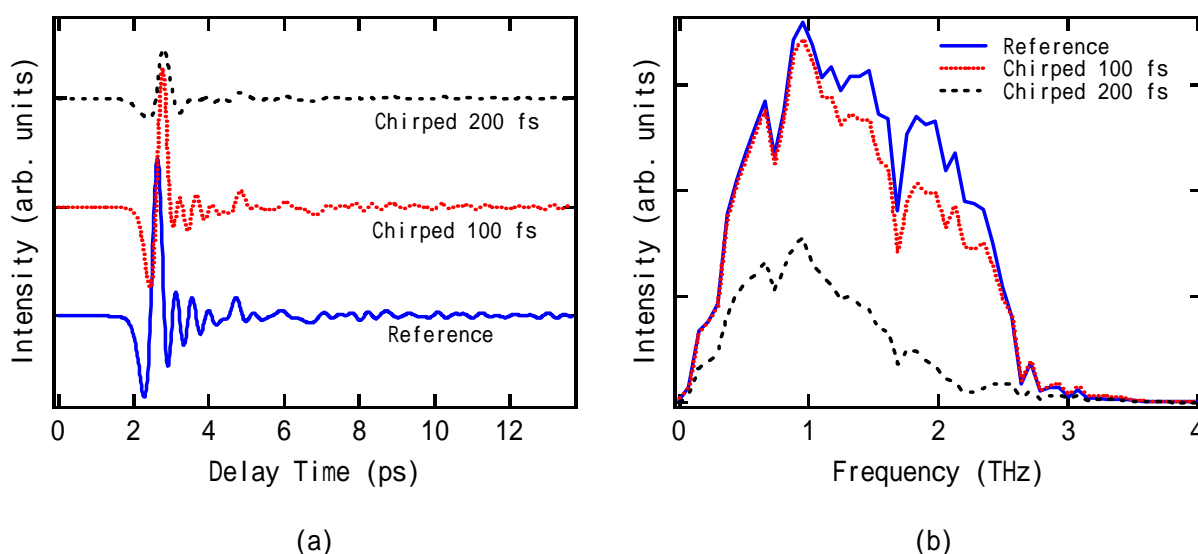 Intensity (arb. units)
Chirped 200 fs
Chirped 100 fs
Reference
0 2 4 6 8 10 12
Delay Time (ps)
(a)
Intensity (arb. units)
Reference
Chirped 100 fs
Chirped 200 fs
0 1 2 3 4
Frequency (THz)
(b)